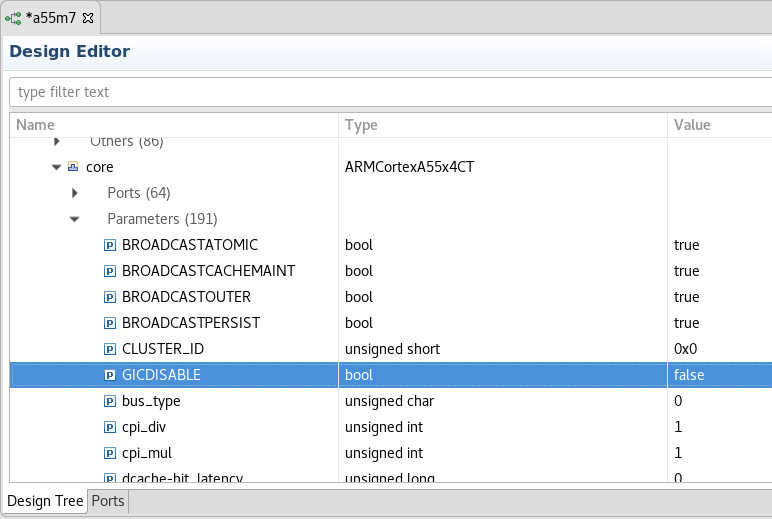 *a55m7
Design Editor
type filter text
Name Type Value
Others (86)
core ARMCortexA55x4CT
Ports (64)
Parameters (191)
BROADCASTATOMIC bool true
BROADCASTCACHEMAINT bool true
BROADCASTOUTER bool true
BROADCASTPERSIST bool true
CLUSTER_ID unsigned short 0x0
GICDISABLE bool false
bus_type unsigned char 0
cpi_div unsigned int 1
cpi_mul unsigned int 1
dcache-hit_latency unsigned long 0
Design Tree Ports